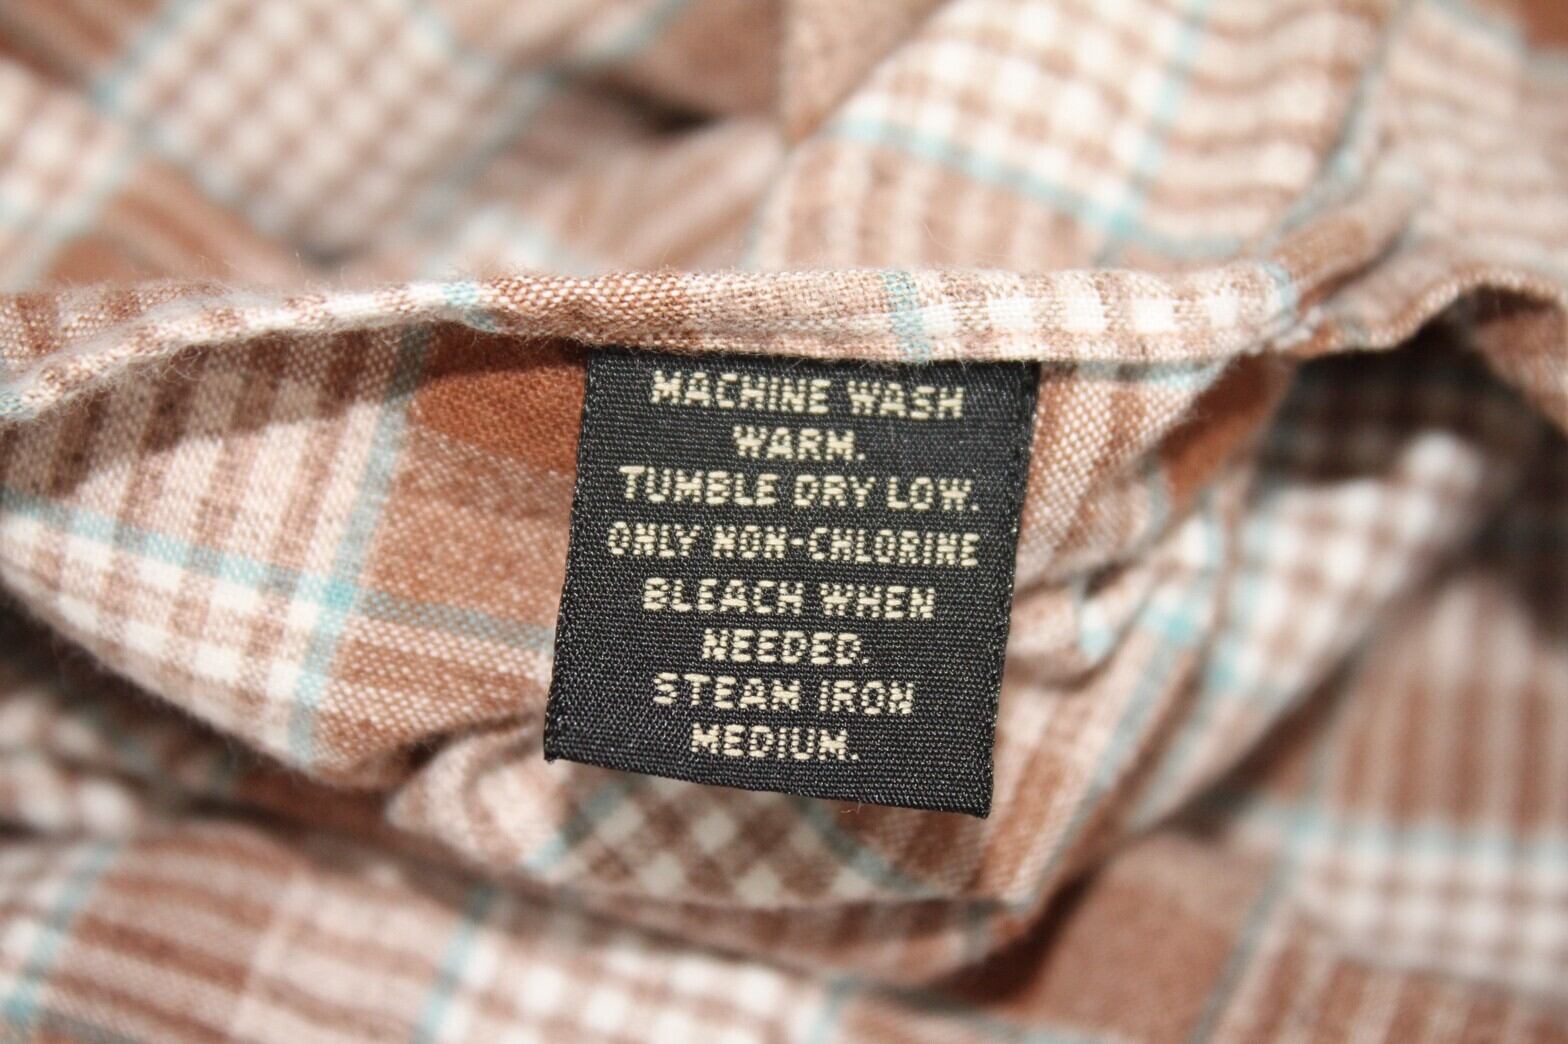 MACHINE WASH
WARM.
TUMBLE DRY LOW.
ONLY NON-CHLORINE
BLEACH WHEN
NEEDED.
STEAM IRON
MEDIUM.